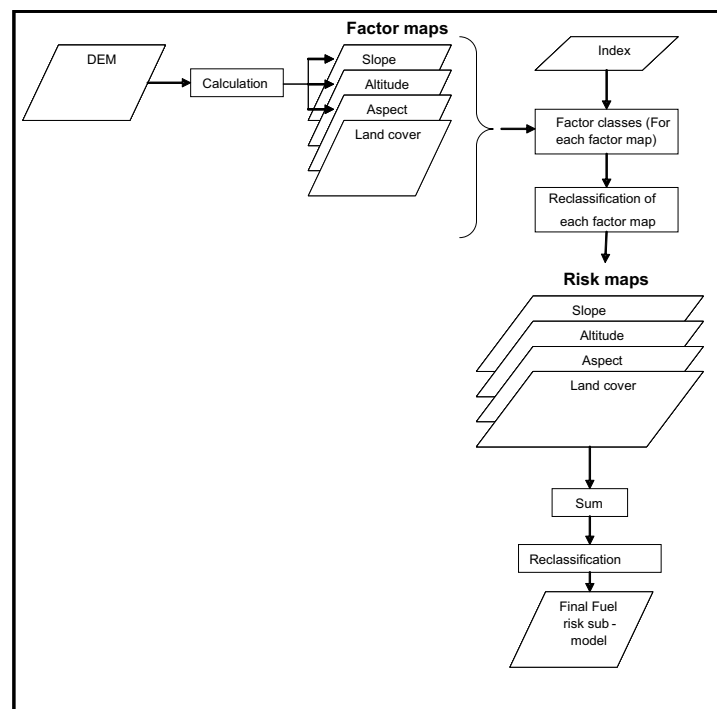 Factor maps
DEM
Calculation
Slope
Altitude
Aspect
Land cover
Index
Factor classes (For
each factor map)
Reclassification of
each factor map
Risk maps
Slope
Altitude
Aspect
Land cover
Sum
Reclassification
Final Fuel
risk sub -
model